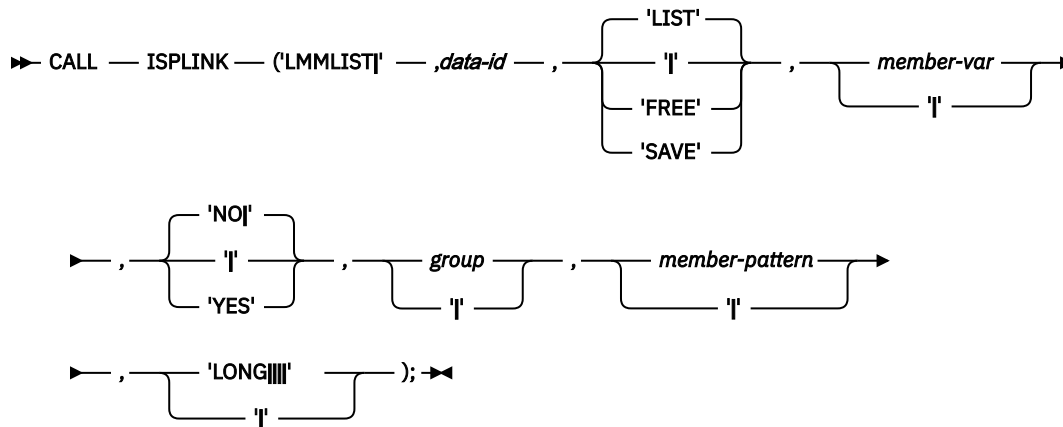 'LIST'
CALL ISPLINK ('LMMLIST|' ,data-id , '|' , member-var
'FREE' '|'
'SAVE'
'NO|'
, '|' , group , member-pattern
'YES' '|' '|'
, 'LONG||||' );
'|'